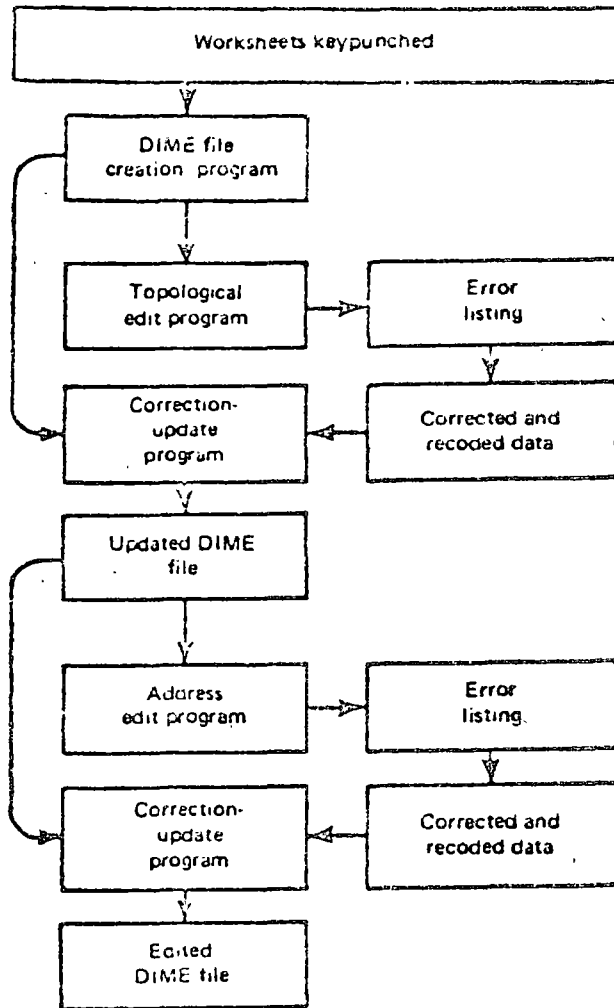 Worksheets keypunched
DIME file
creation program
Topological
edit program
Error
listing
Correction-
update
program
Corrected and
recoded data
Updated DIME
file
Address
edit program
Error
listing
Correction-
update
program
Corrected and
recoded data
Edited
DIME file